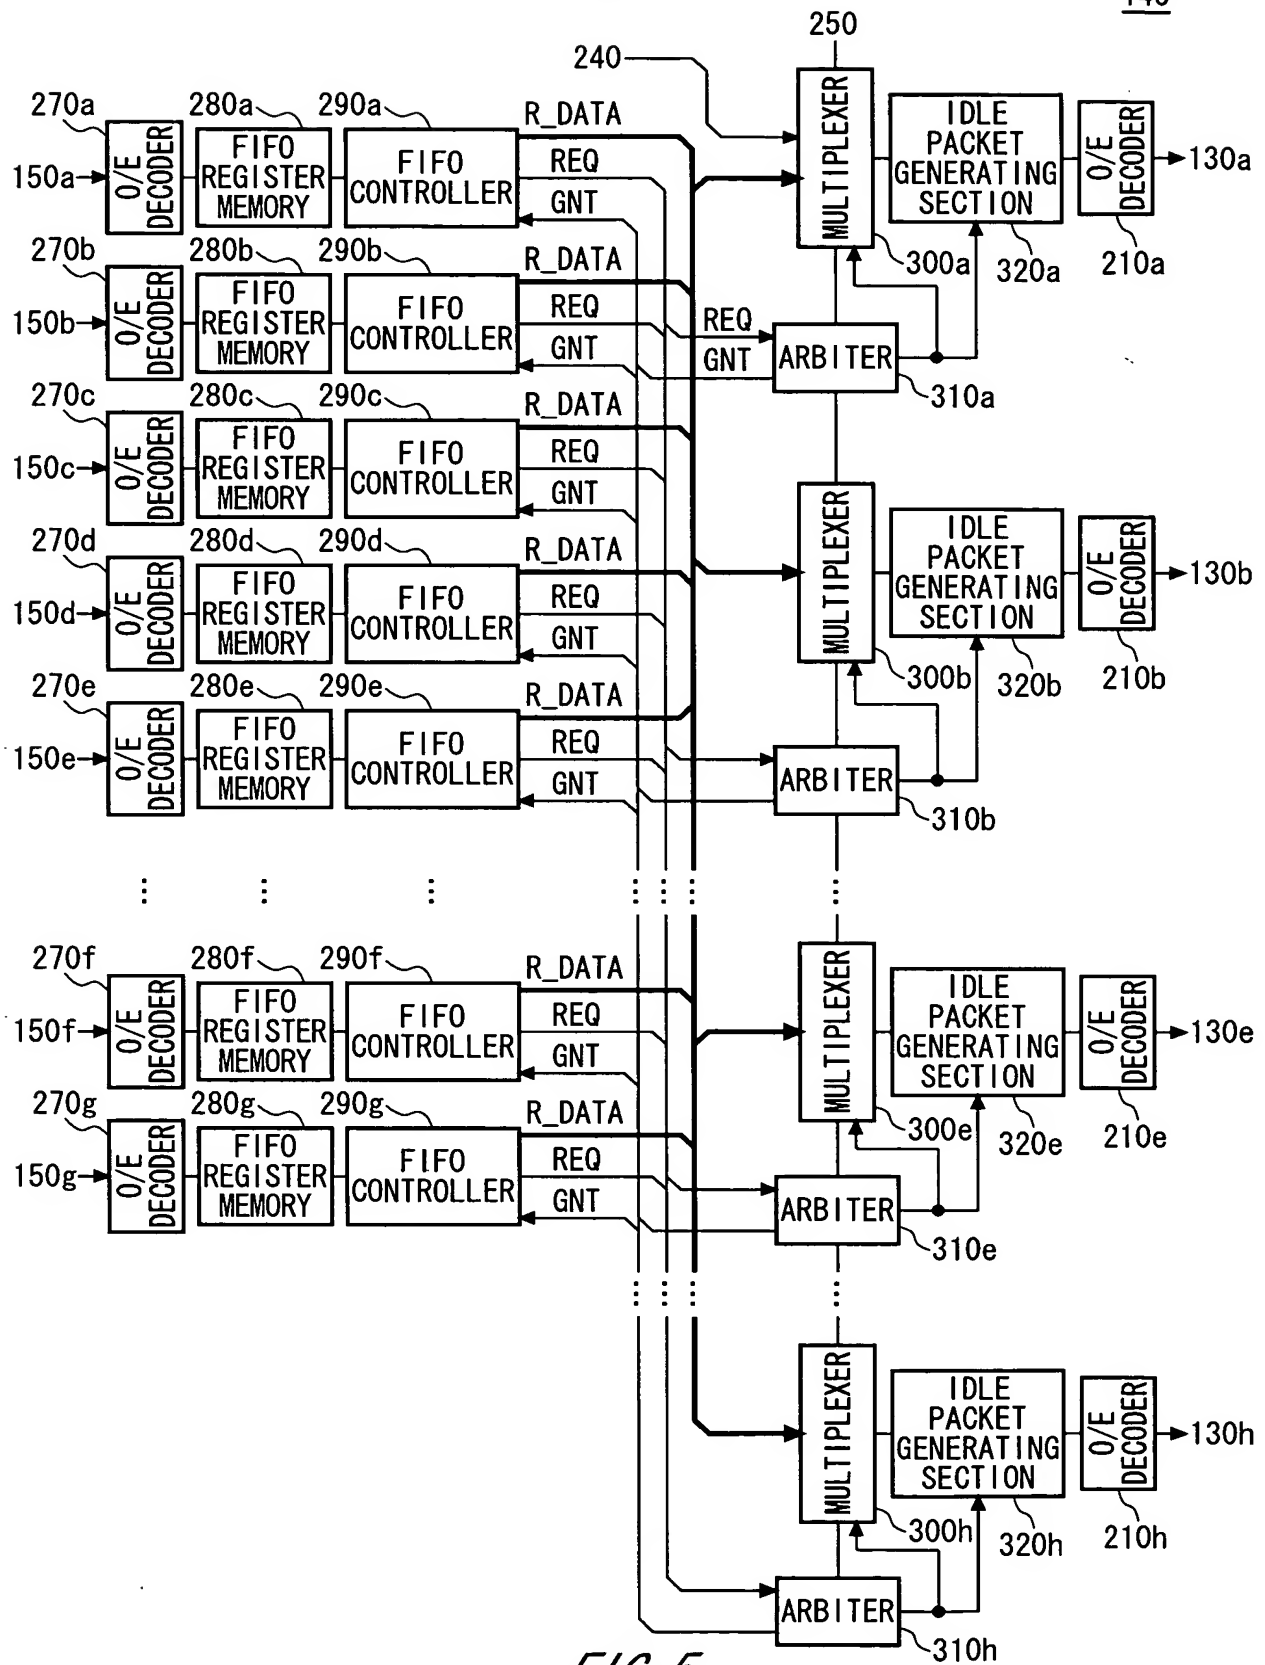 250
240
270a
280a
290a
R_DATA
150a
O/E
DECODER
FIFO
REGISTER
MEMORY
FIFO
CONTROLLER
REQ
GNT
MULTIPLEXER
300a
IDLE
PACKET
GENERATING
SECTION
320a
O/E
DECODER
210a
130a
270b
280b
290b
R_DATA
150b
O/E
DECODER
FIFO
REGISTER
MEMORY
FIFO
CONTROLLER
REQ
GNT
REQ
GNT
ARBITER
310a
270c
280c
290c
R_DATA
150c
O/E
DECODER
FIFO
REGISTER
MEMORY
FIFO
CONTROLLER
REQ
GNT
270d
280d
290d
R_DATA
150d
O/E
DECODER
FIFO
REGISTER
MEMORY
FIFO
CONTROLLER
REQ
GNT
MULTIPLEXER
300b
IDLE
PACKET
GENERATING
SECTION
320b
O/E
DECODER
210b
130b
270e
280e
290e
R_DATA
150e
O/E
DECODER
FIFO
REGISTER
MEMORY
FIFO
CONTROLLER
REQ
GNT
ARBITER
310b
270f
280f
290f
R_DATA
150f
O/E
DECODER
FIFO
REGISTER
MEMORY
FIFO
CONTROLLER
REQ
GNT
MULTIPLEXER
300e
IDLE
PACKET
GENERATING
SECTION
320e
O/E
DECODER
210e
130e
270g
280g
290g
R_DATA
150g
O/E
DECODER
FIFO
REGISTER
MEMORY
FIFO
CONTROLLER
REQ
GNT
ARBITER
310e
MULTIPLEXER
300h
IDLE
PACKET
GENERATING
SECTION
320h
O/E
DECODER
210h
130h
ARBITER
310h